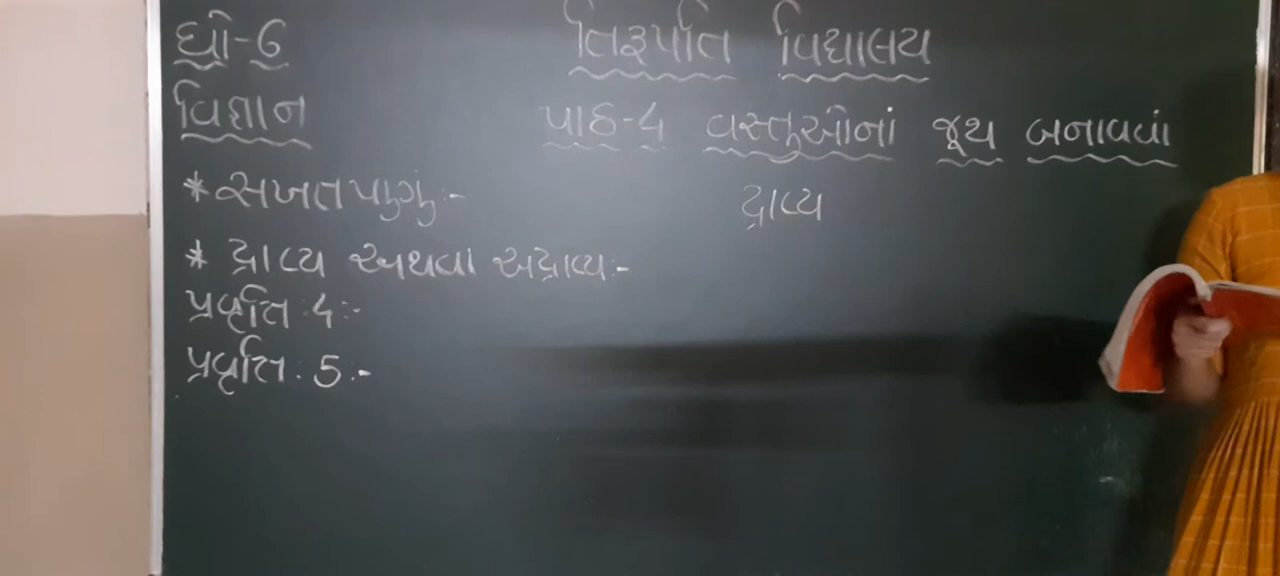 ધો-6
તિરૂપતિ વિદ્યાલય
વિજ્ઞાન
પાઠ-4 વસ્તુઓનાં જૂથ બનાવવાં
* સખતપણું:-
દ્રાવ્ય
* દ્રાવ્ય અથવા અદ્રાવ્ય:-
પ્રવૃત્તિ:4:-
પ્રવૃત્તિ:5:-